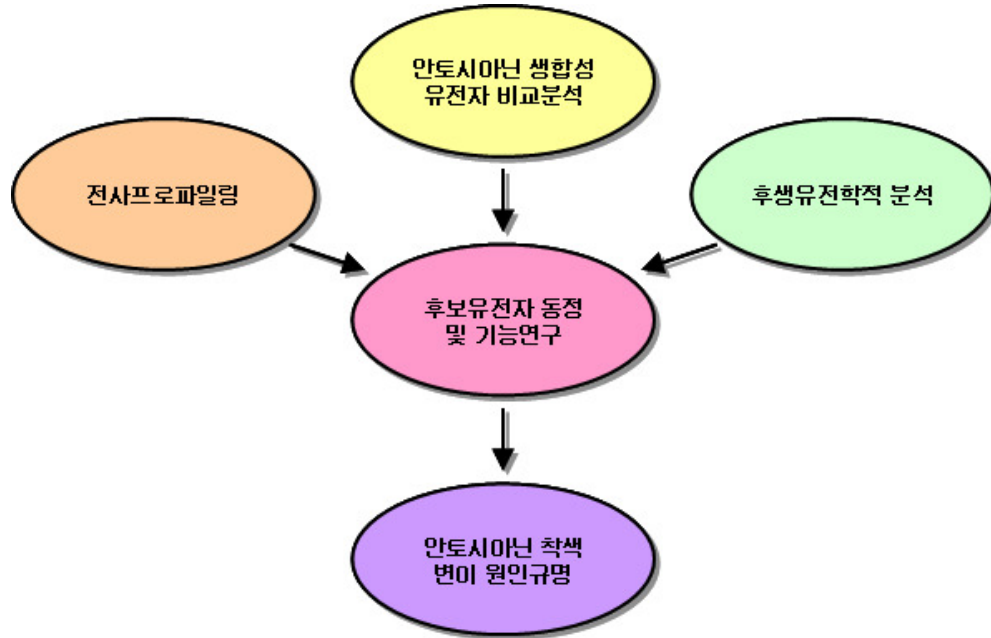 안토시아닌 생합성
유전자 비교분석
전사프로파일링
후생유전학적 분석
후보유전자 동정
및 기능연구
안토시아닌 착색
변이 원인규명